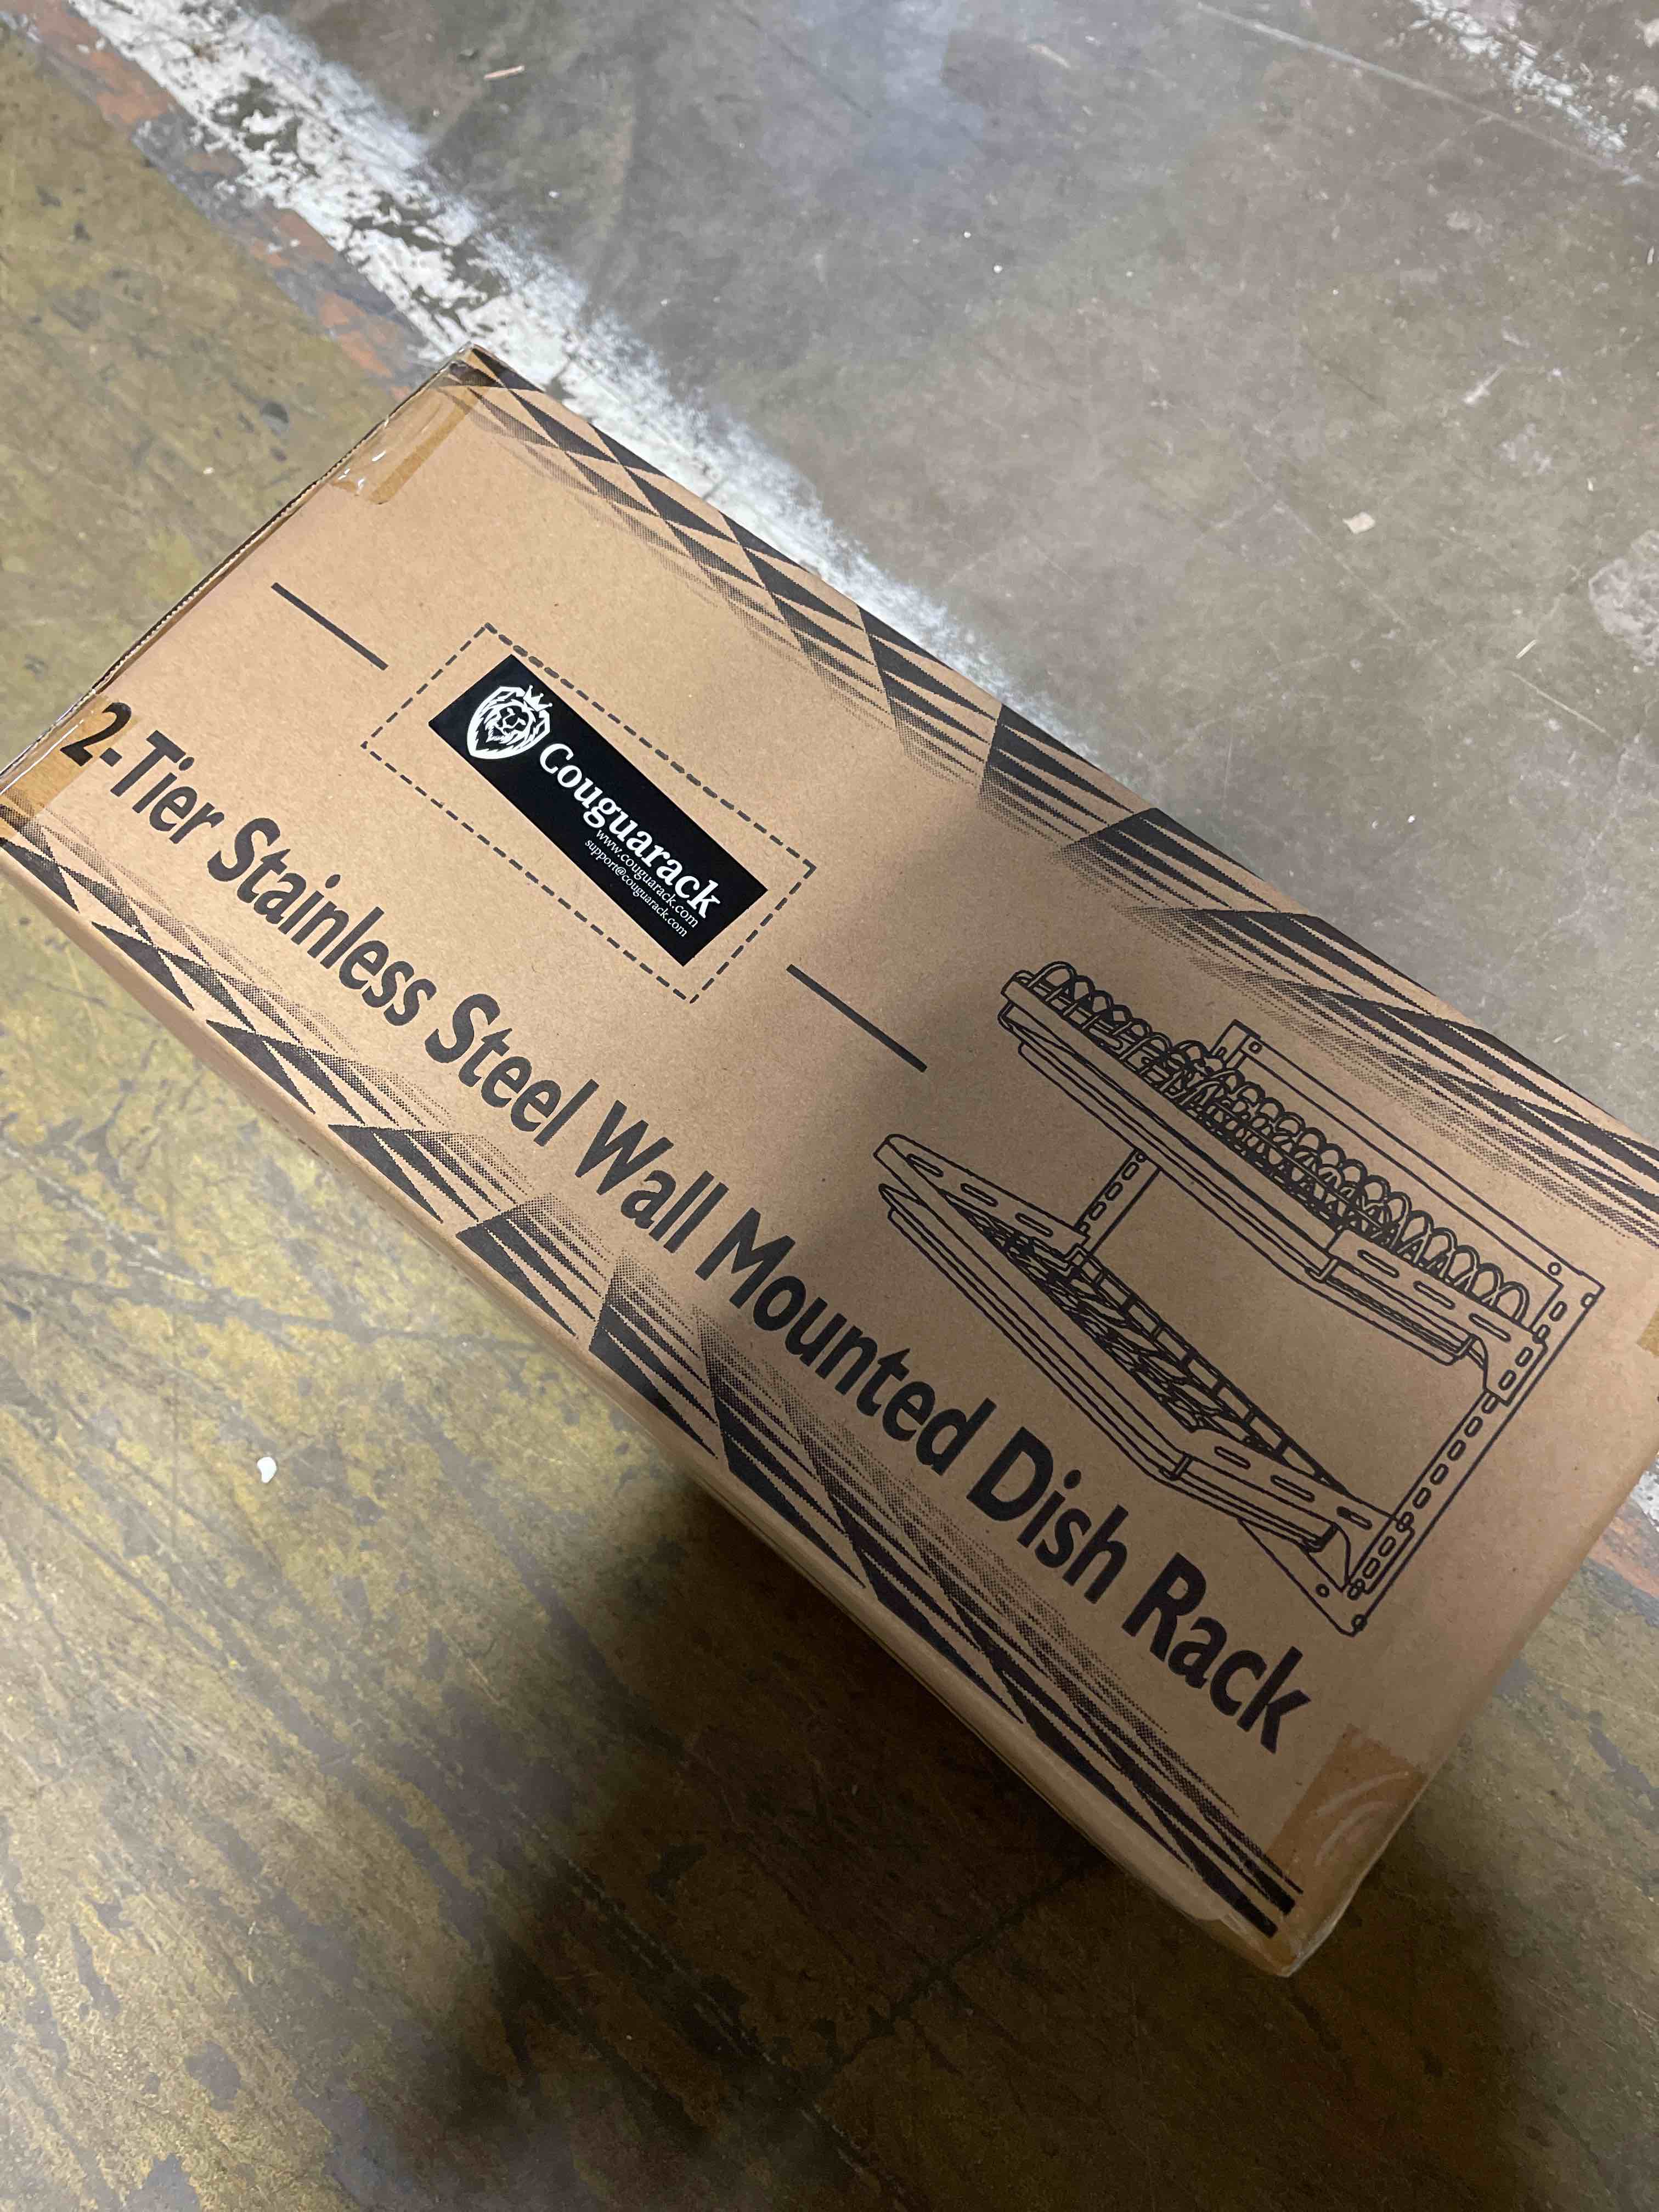 Couguarack
www.couguarack.com
support@couguarack.com
2-Tier Stainless Steel Wall Mounted Dish Rack